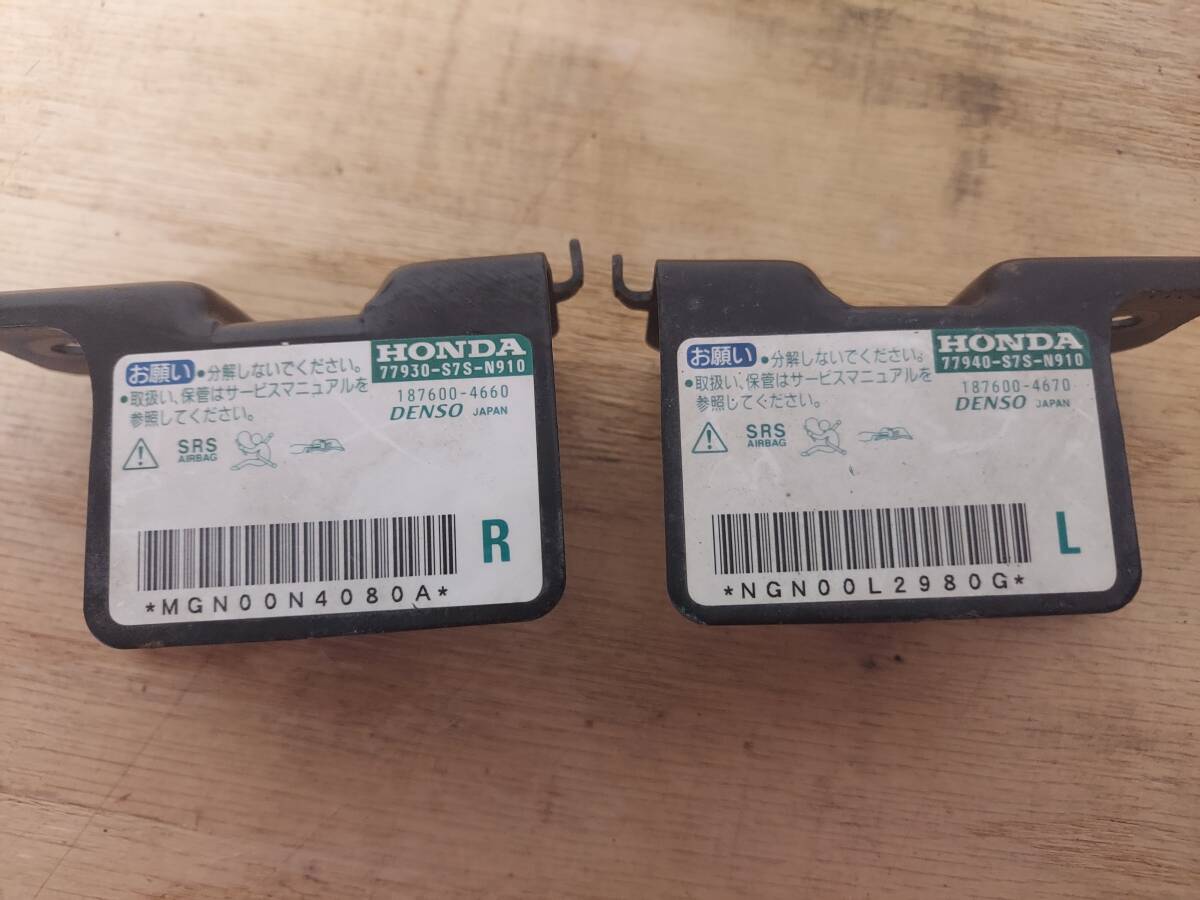 お願い ●分解しないでください。
●取扱い、保管はサービスマニュアルを
参照してください。
HONDA
77930-S7S-N910
187600-4660
DENSO JAPAN
SRS
AIRBAG
R
*MGN00N4080A*
お願い ●分解しないでください。
●取扱い、保管はサービスマニュアルを
参照してください。
HONDA
77940-S7S-N910
187600-4670
DENSO JAPAN
SRS
AIRBAG
L
*NGN00L2980G*